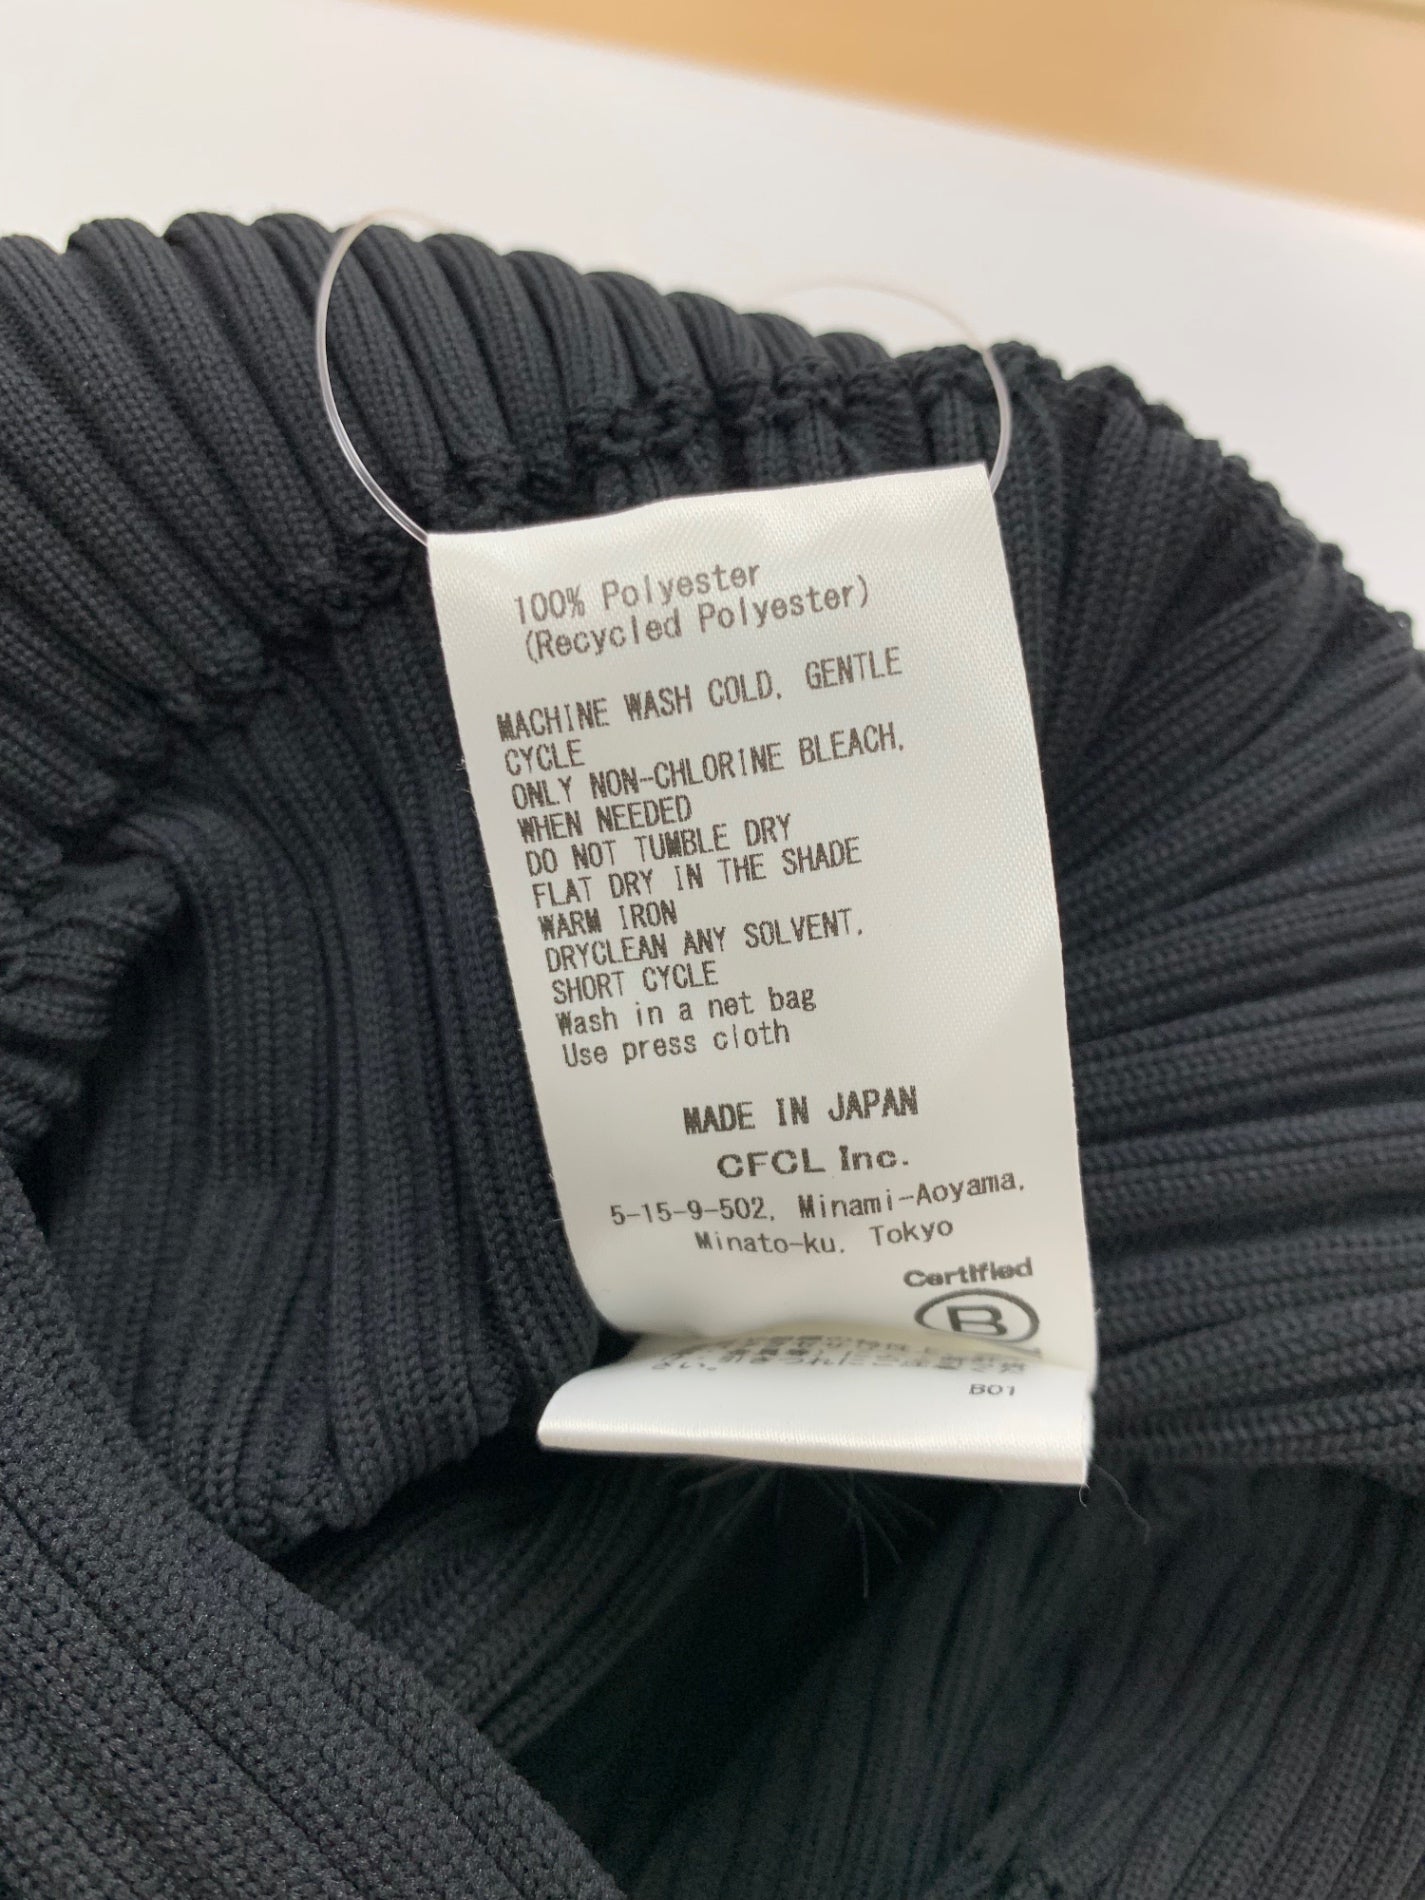 100% Polyester
(Recycled Polyester)
MACHINE WASH COLD, GENTLE
CYCLE
ONLY NON-CHLORINE BLEACH,
WHEN NEEDED
DO NOT TUMBLE DRY
FLAT DRY IN THE SHADE
WARM IRON
DRYCLEAN ANY SOLVENT,
SHORT CYCLE
Wash in a net bag
Use press cloth
MADE IN JAPAN
CFCL Inc.
5-15-9-502, Minami-Aoyama,
Minato-ku, Tokyo
Certified
B
B01